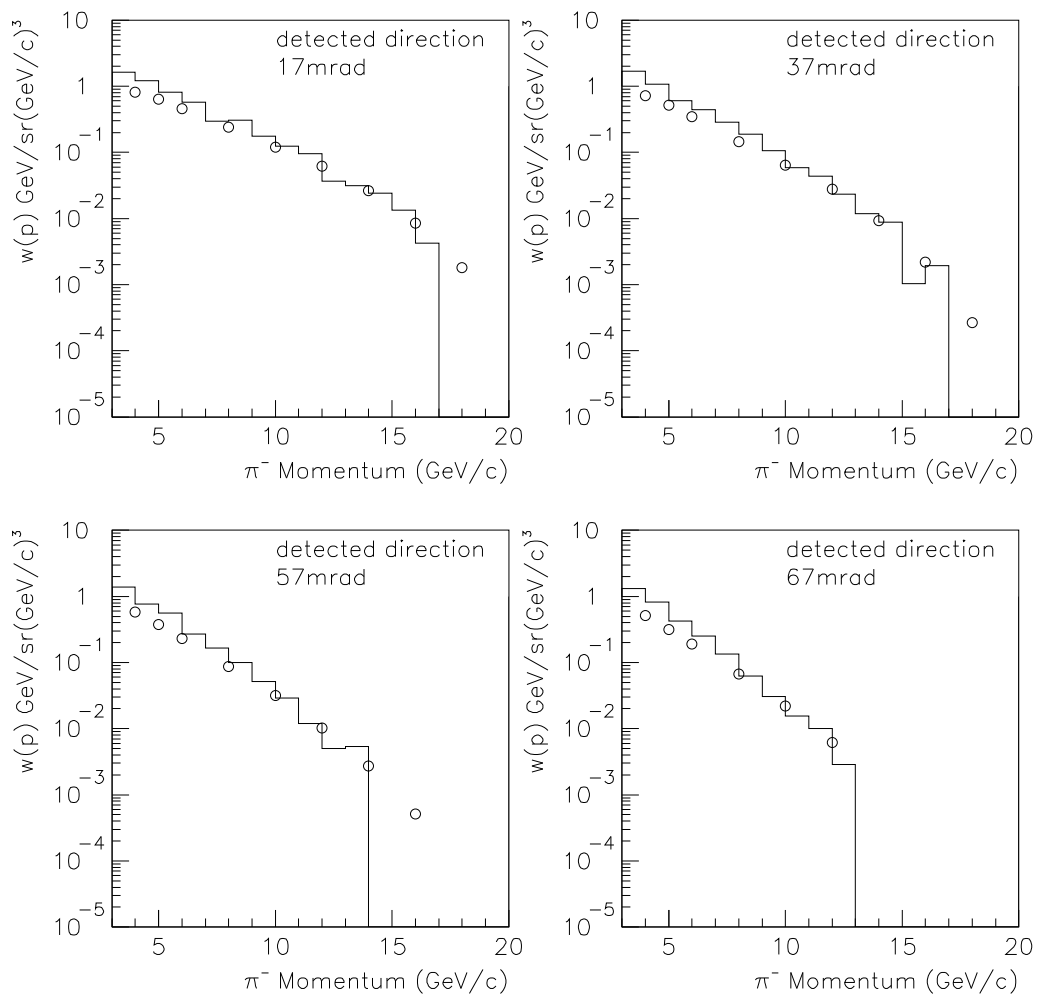 w(p) GeV/sr(GeV/c)³
10
1
10⁻¹
10⁻²
10⁻³
10⁻⁴
10⁻⁵
detected direction
17mrad
5 10 15 20
π⁻ Momentum (GeV/c)
w(p) GeV/sr(GeV/c)³
10
1
10⁻¹
10⁻²
10⁻³
10⁻⁴
10⁻⁵
detected direction
37mrad
5 10 15 20
π⁻ Momentum (GeV/c)
w(p) GeV/sr(GeV/c)³
10
1
10⁻¹
10⁻²
10⁻³
10⁻⁴
10⁻⁵
detected direction
57mrad
5 10 15 20
π⁻ Momentum (GeV/c)
w(p) GeV/sr(GeV/c)³
10
1
10⁻¹
10⁻²
10⁻³
10⁻⁴
10⁻⁵
detected direction
67mrad
5 10 15 20
π⁻ Momentum (GeV/c)